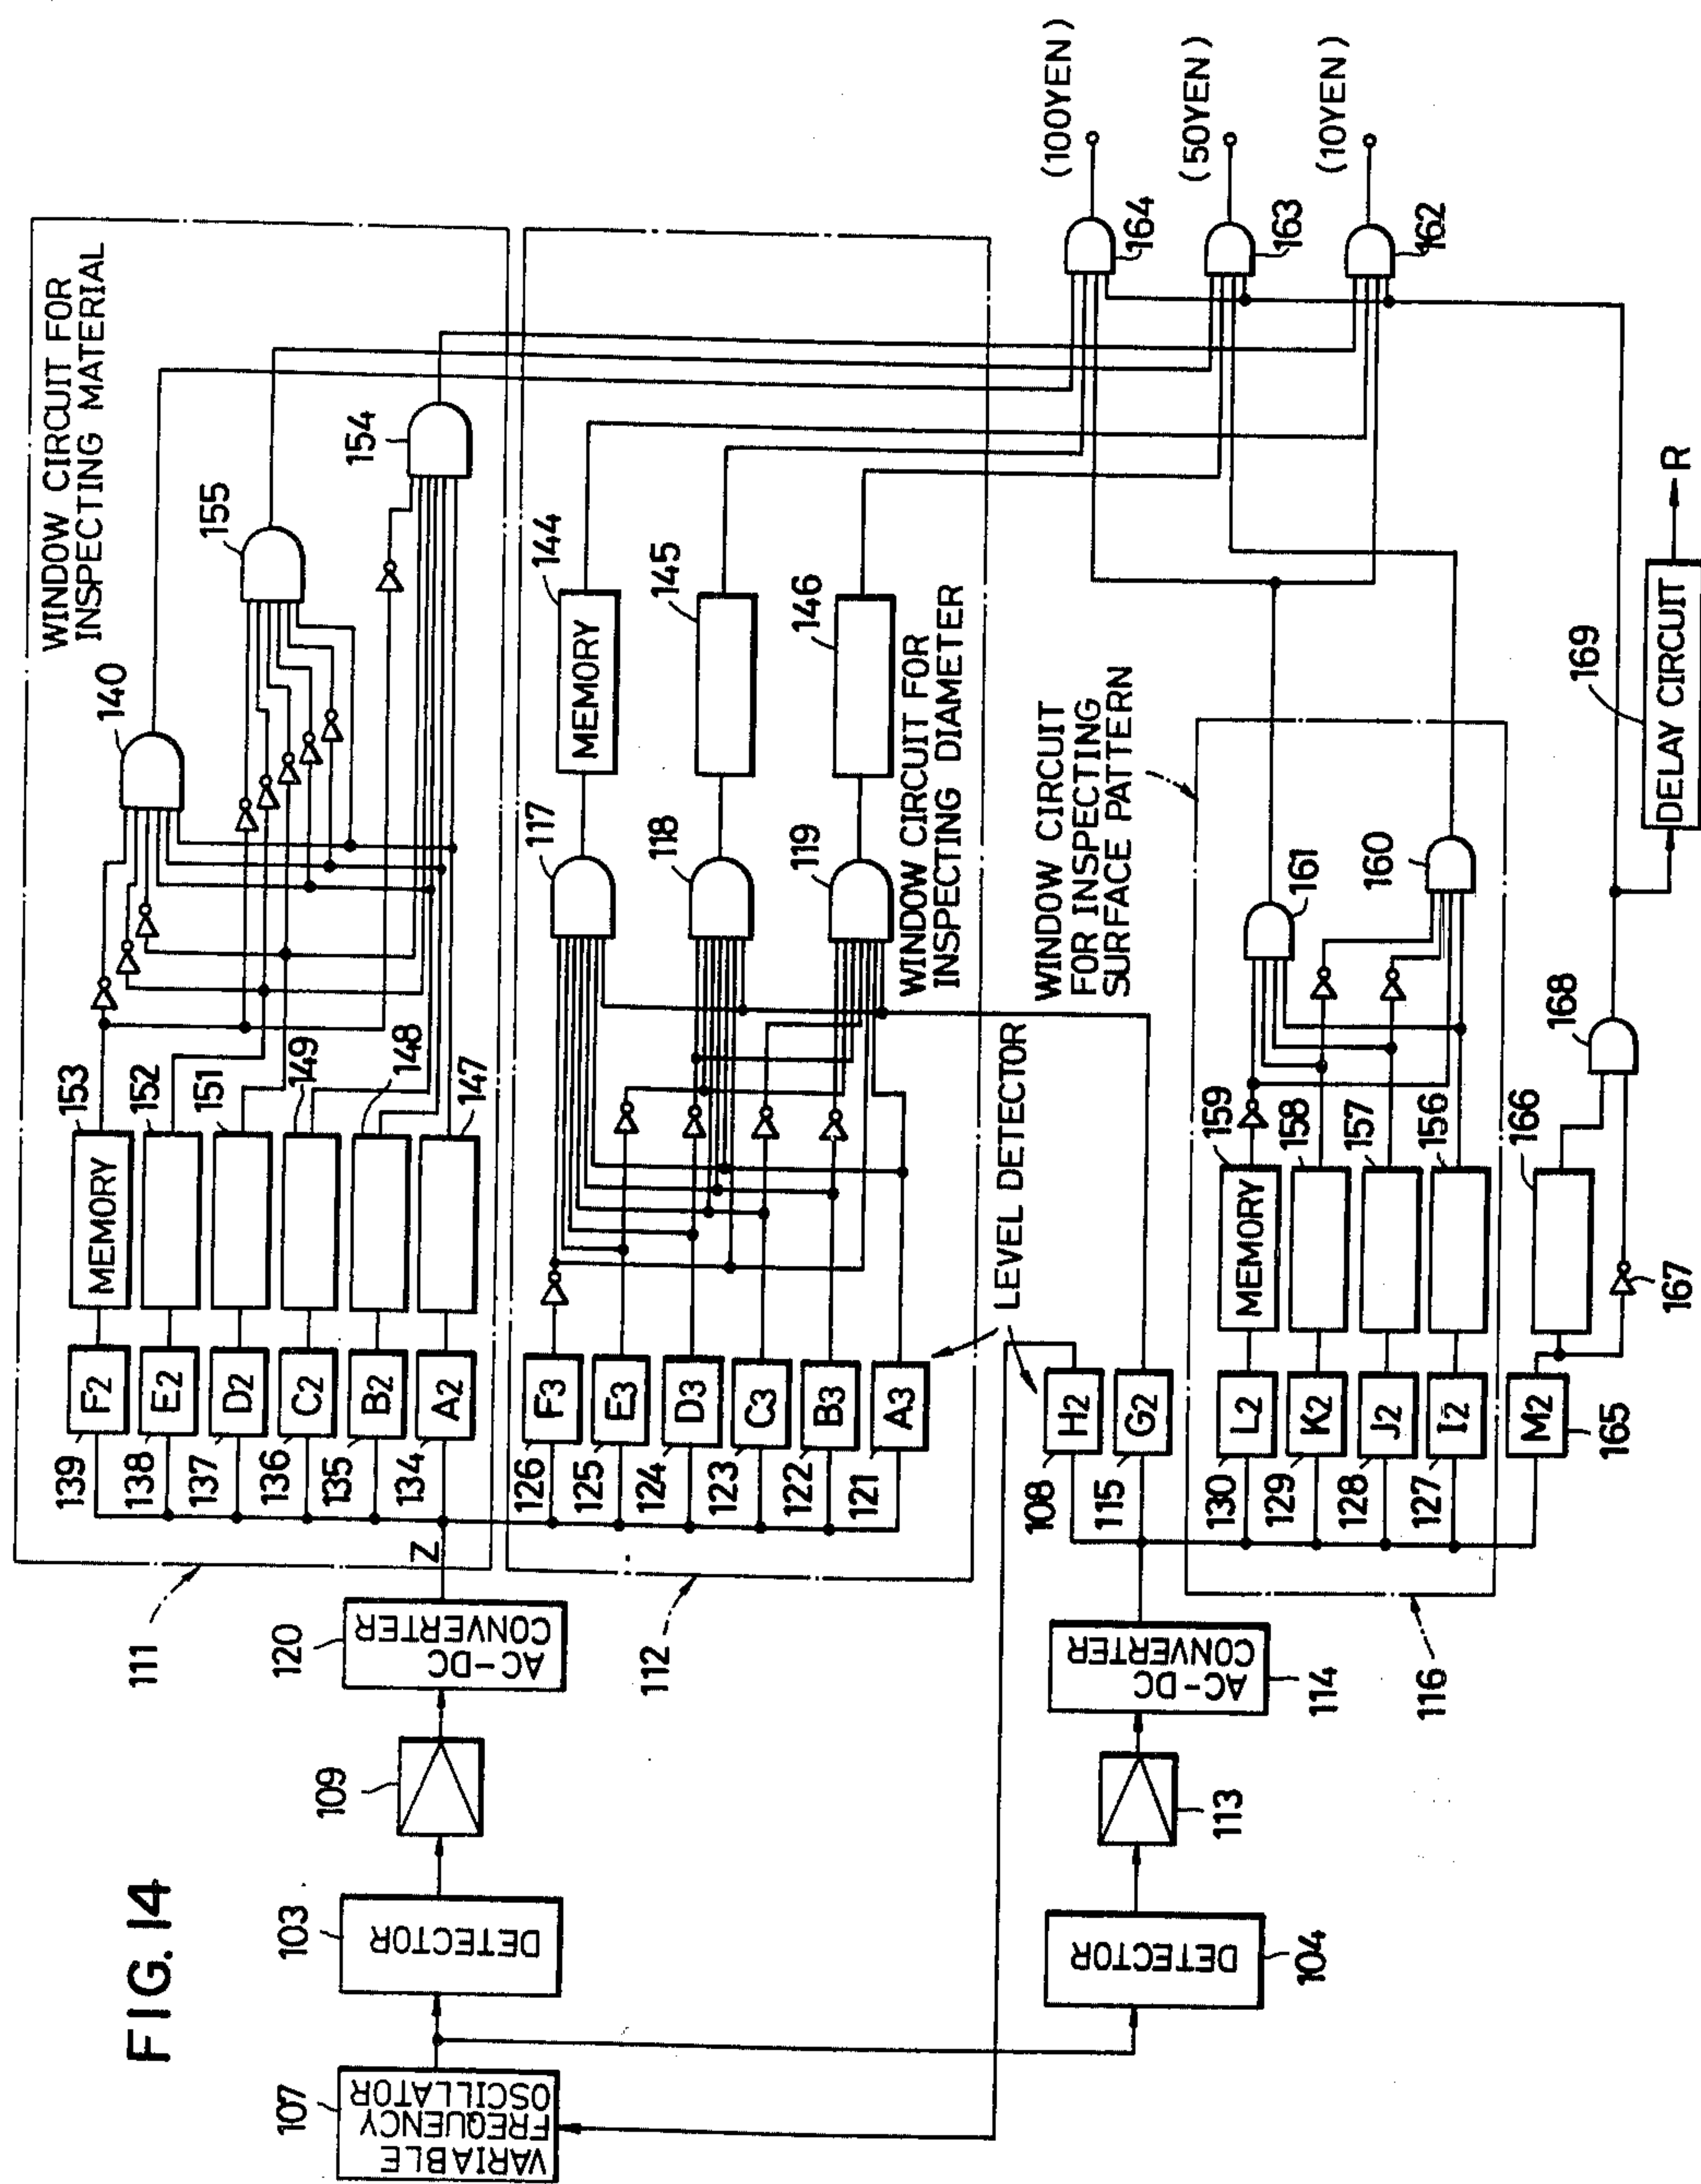 FIG. 14
WINDOW CIRCUIT FOR
INSPECTING MATERIAL
140
155
154
153
152
151
149
148
147
MEMORY
139
138
137
136
135
134
F2
E2
D2
C2
B2
A2
Z
111
120
AC-DC
CONVERTER
109
103
DETECTOR
107
VARIABLE
FREQUENCY
OSCILLATOR
144
MEMORY
145
146
117
118
119
WINDOW CIRCUIT FOR
INSPECTING DIAMETER
126
125
124
123
122
121
F3
E3
D3
C3
B3
A3
112
LEVEL DETECTOR
108
H2
115
G2
(100YEN)
(50YEN)
(10YEN)
164
163
162
WINDOW CIRCUIT
FOR INSPECTING
SURFACE PATTERN
161
160
159
158
157
156
MEMORY
130
129
128
127
L2
K2
J2
I2
116
114
AC-DC
CONVERTER
113
104
DETECTOR
M2
165
166
167
168
169
DELAY CIRCUIT
R